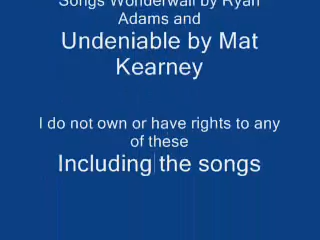 Songs Wonderwall by Ryan
Adams and
Undeniable by Mat
Kearney
I do not own or have rights to any
of these
Including the songs